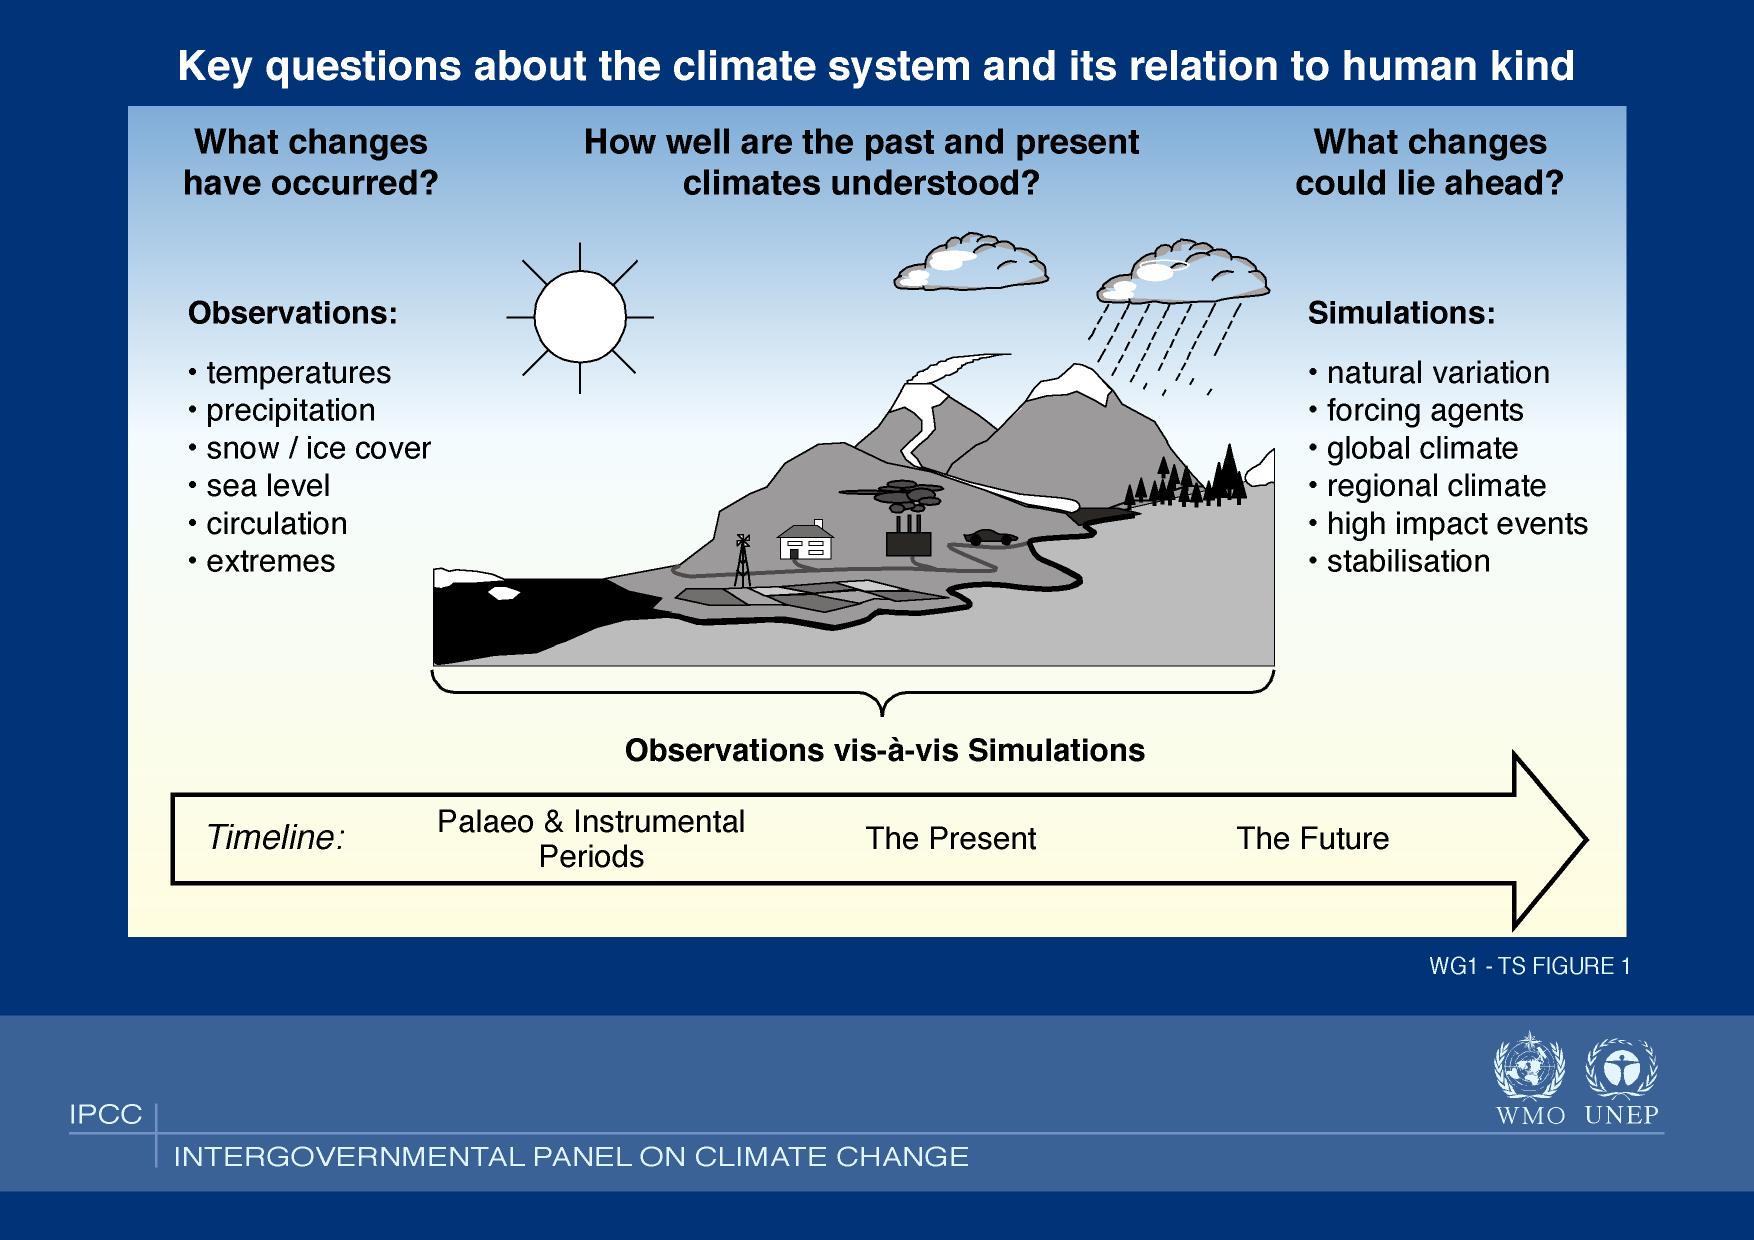 Key questions about the climate system and its relation to human kind
What changes
have occurred?
How well are the past and present
climates understood?
What changes
could lie ahead?
Observations:
• temperatures
• precipitation
• snow / ice cover
• sea level
• circulation
• extremes
Simulations:
• natural variation
• forcing agents
• global climate
• regional climate
• high impact events
• stabilisation
Observations vis-à-vis Simulations
Timeline:
Palaeo & Instrumental
Periods
The Present
The Future
WG1 - TS FIGURE 1
IPCC
INTERGOVERNMENTAL PANEL ON CLIMATE CHANGE
WMO
UNEP